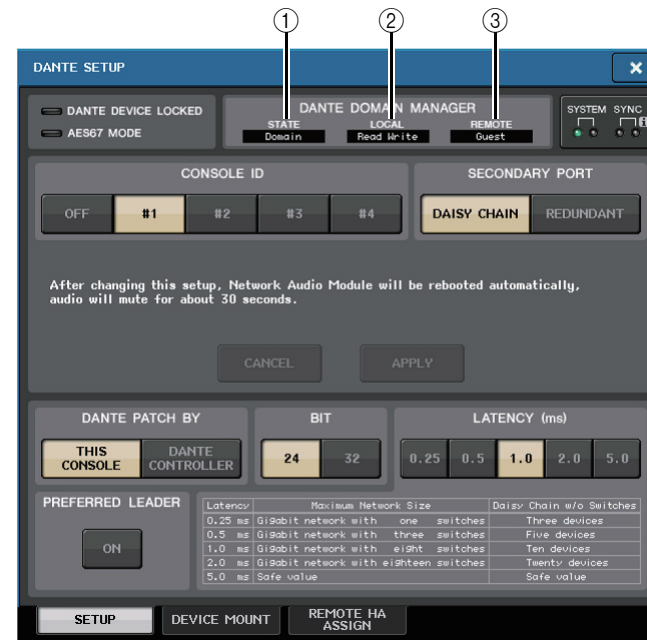 ① ② ③
DANTE SETUP
DANTE DEVICE LOCKED
AES67 MODE
DANTE DOMAIN MANAGER
STATE LOCAL REMOTE
Domain Read Write Guest
SYSTEM SYNC
CONSOLE ID
OFF #1 #2 #3 #4
SECONDARY PORT
DAISY CHAIN REDUNDANT
After changing this setup, Network Audio Module will be rebooted automatically,
audio will mute for about 30 seconds.
CANCEL APPLY
DANTE PATCH BY
THIS CONSOLE DANTE CONTROLLER
BIT
24 32
LATENCY (ms)
0.25 0.5 1.0 2.0 5.0
PREFERRED LEADER
ON
Latency Maximum Network Size Daisy Chain w/o Switches
0.25 ms Gigabit network with one switches Three devices
0.5 ms Gigabit network with three switches Five devices
1.0 ms Gigabit network with eight switches Ten devices
2.0 ms Gigabit network with eighteen switches Twenty devices
5.0 ms Safe value Safe value
SETUP DEVICE MOUNT REMOTE HA ASSIGN